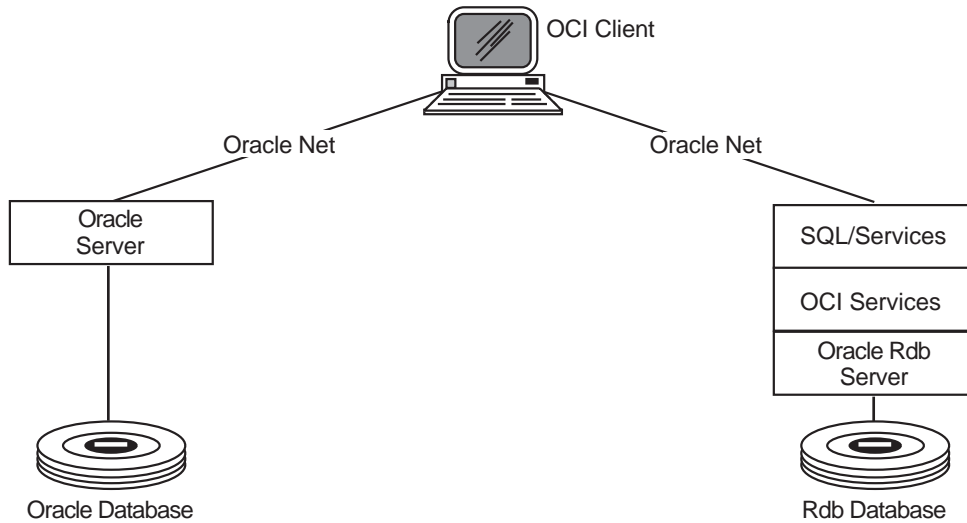 OCI Client
Oracle Net
Oracle Net
Oracle
Server
SQL/Services
OCI Services
Oracle Rdb
Server
Oracle Database
Rdb Database